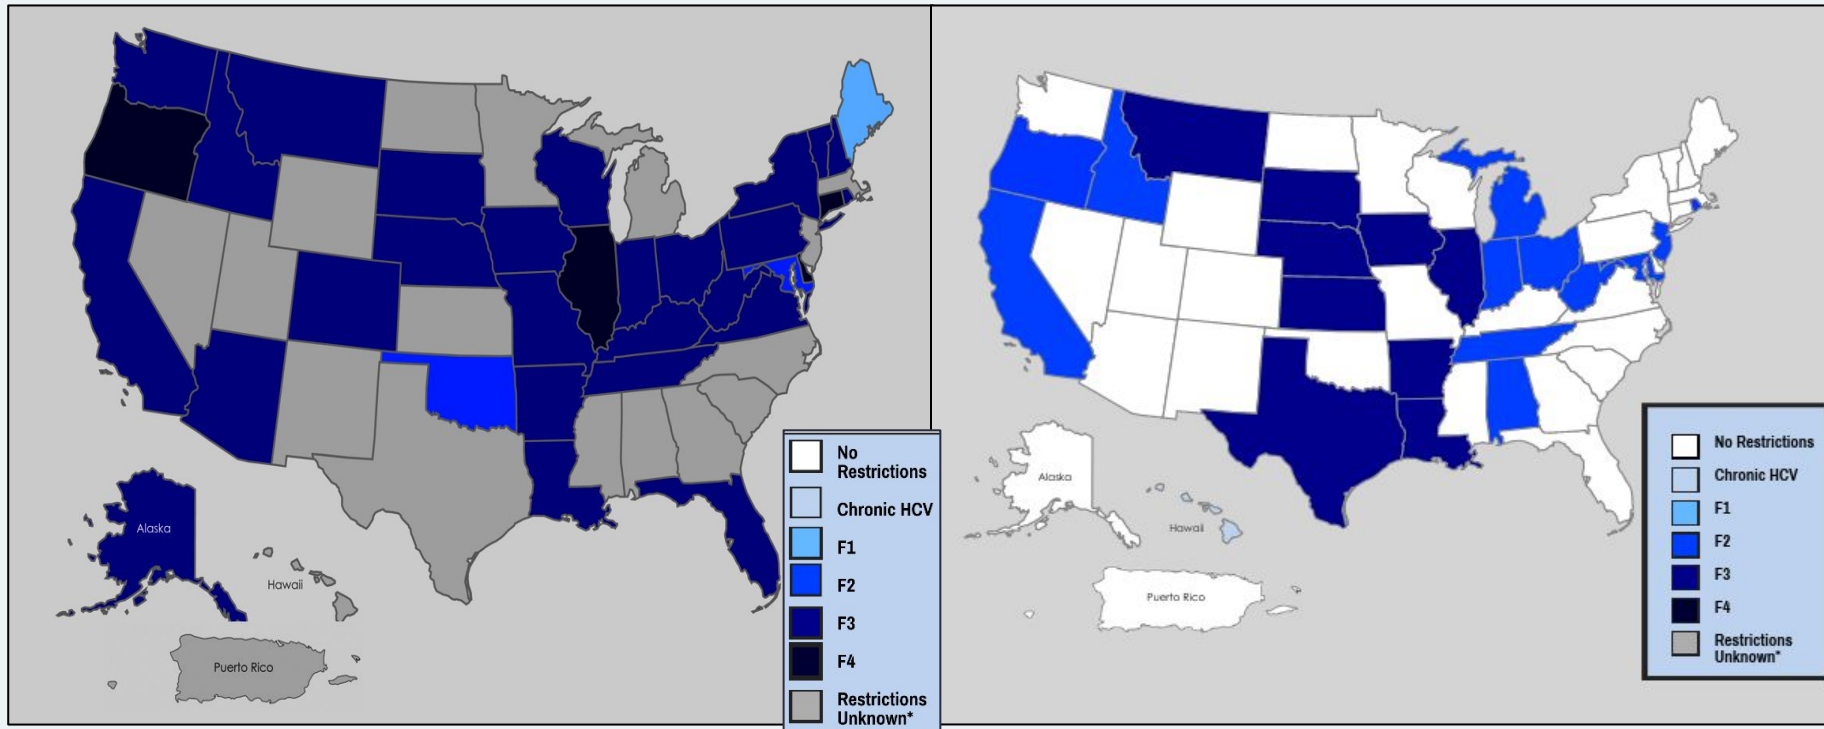 Alaska
Hawaii
Puerto Rico
No
Restrictions
Chronic HCV
F1
F2
F3
F4
Restrictions
Unknown*
Alaska
Hawaii
Puerto Rico
No Restrictions
Chronic HCV
F1
F2
F3
F4
Restrictions
Unknown*